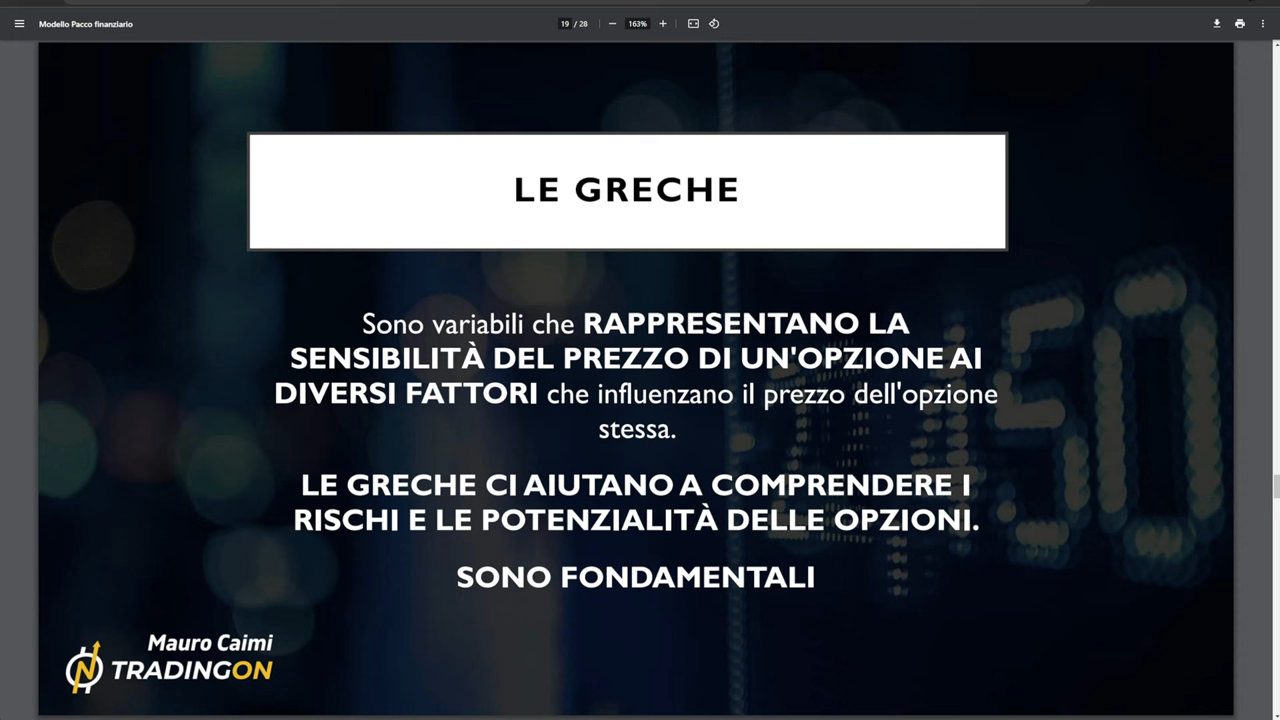 Modello Pacco finanziario
19 / 28
163%
LE GRECHE
Sono variabili che RAPPRESENTANO LA
SENSIBILITÀ DEL PREZZO DI UN'OPZIONE AI
DIVERSI FATTORI che influenzano il prezzo dell'opzione
stessa.
LE GRECHE CI AIUTANO A COMPRENDERE I
RISCHI E LE POTENZIALITÀ DELLE OPZIONI.
SONO FONDAMENTALI
Mauro Caimi
TRADINGON